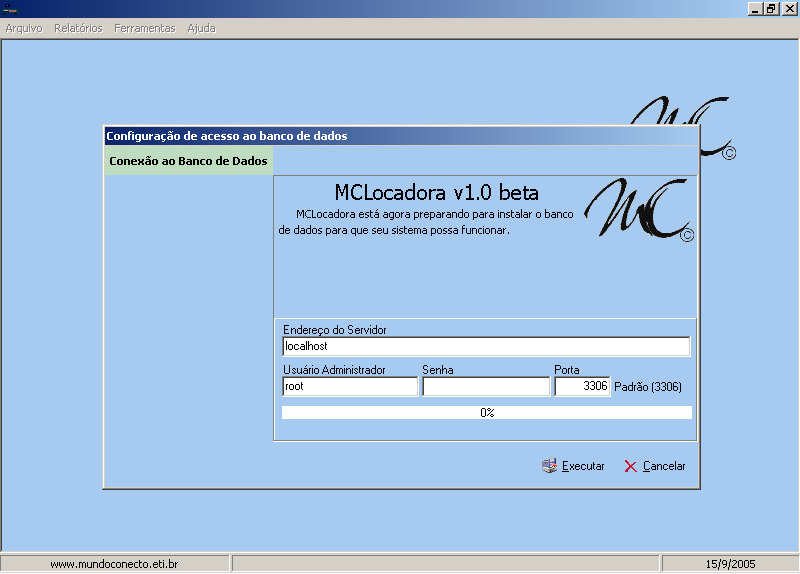 Arquivo Relatórios Ferramentas Ajuda
MC©
Configuração de acesso ao banco de dados
Conexão ao Banco de Dados
MCLocadora v1.0 beta
MC©
MCLocadora está agora preparando para instalar o banco
de dados para que seu sistema possa funcionar.
Endereço do Servidor
localhost
Usuário Administrador Senha Porta
root 3306 Padrão (3306)
0%
Executar Cancelar
www.mundoconecto.eti.br 15/9/2005